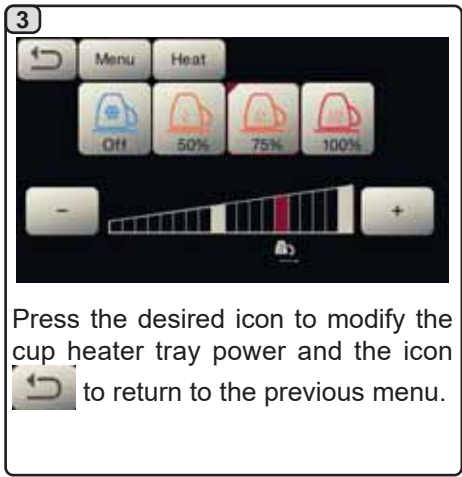 3
Menu Heat
Off 50% 75% 100%
- +
Press the desired icon to modify the
cup heater tray power and the icon
to return to the previous menu.